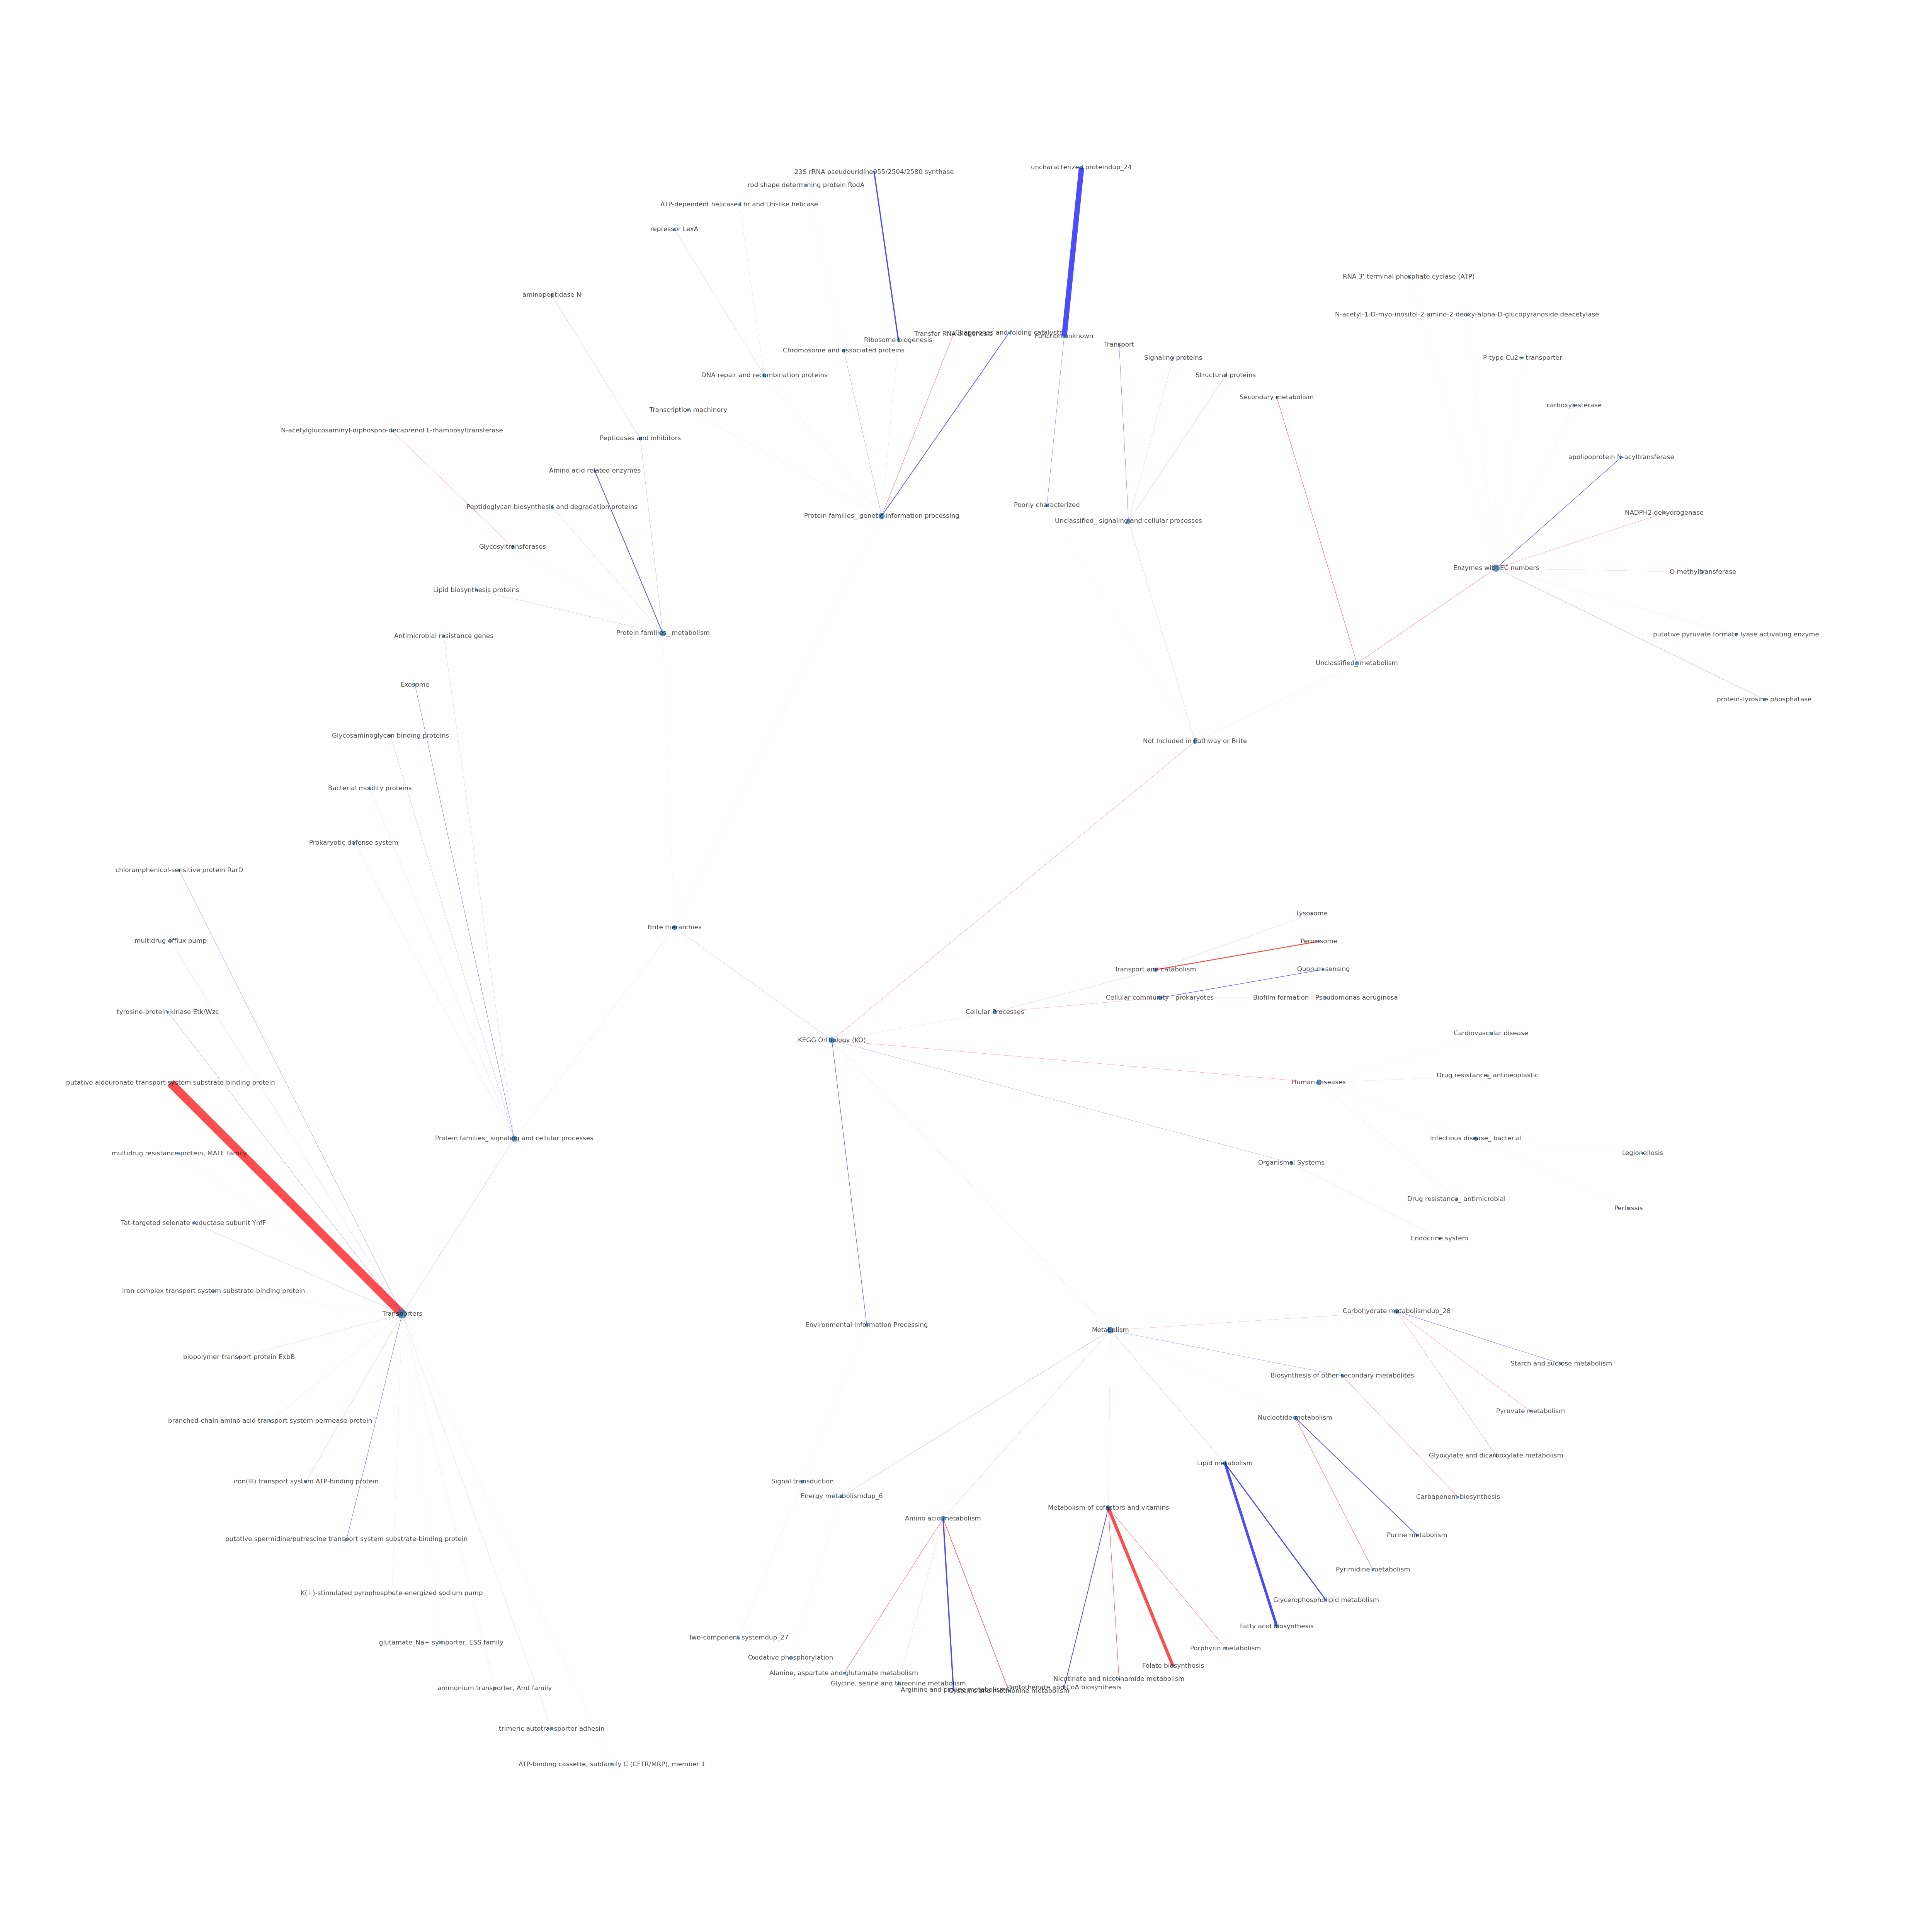 uncharacterized proteindup_24
23S rRNA pseudouridine955/2504/2580 synthase
rod shape determining protein RodA
ATP-dependent helicase Lhr and Lhr-like helicase
repressor LexA
RNA 3'-terminal phosphate cyclase (ATP)
aminopeptidase N
N-acetyl-1-D-myo-inositol-2-amino-2-deoxy-alpha-D-glucopyranoside deacetylase
Transfer RNA biogenesis
Chaperones and folding catalysts
Function unknown
Ribosome biogenesis
Transport
Chromosome and associated proteins
Signaling proteins
P-type Cu2+ transporter
DNA repair and recombination proteins
Structural proteins
Secondary metabolism
carboxylesterase
Transcription machinery
N-acetylglucosaminyl-diphospho-decaprenol L-rhamnosyltransferase
Peptidases and inhibitors
apolipoprotein N-acyltransferase
Amino acid related enzymes
Poorly characterized
Peptidoglycan biosynthesis and degradation proteins
NADPH2 dehydrogenase
Protein families_ genetic information processing
Unclassified_ signaling and cellular processes
Glycosyltransferases
Enzymes with EC numbers
O-methyltransferase
Lipid biosynthesis proteins
Protein families_ metabolism
putative pyruvate formate lyase activating enzyme
Antimicrobial resistance genes
Unclassified_ metabolism
Exosome
protein-tyrosine phosphatase
Glycosaminoglycan binding proteins
Not Included in Pathway or Brite
Bacterial motility proteins
Prokaryotic defense system
chloramphenicol-sensitive protein RarD
Lysosome
Brite Hierarchies
multidrug efflux pump
Peroxisome
Transport and catabolism
Quorum sensing
Cellular community - prokaryotes
Biofilm formation - Pseudomonas aeruginosa
tyrosine-protein kinase Etk/Wzc
Cellular Processes
Cardiovascular disease
KEGG Orthology (KO)
Drug resistance_ antineoplastic
putative aldouronate transport system substrate-binding protein
Human Diseases
Protein families_ signaling and cellular processes
Infectious disease_ bacterial
multidrug resistance protein, MATE family
Legionellosis
Organismal Systems
Drug resistance_ antimicrobial
Pertussis
Tat-targeted selenate reductase subunit YnfF
Endocrine system
iron complex transport system substrate-binding protein
Transporters
Carbohydrate metabolismdup_28
Environmental Information Processing
Metabolism
biopolymer transport protein ExbB
Starch and sucrose metabolism
Biosynthesis of other secondary metabolites
Pyruvate metabolism
branched-chain amino acid transport system permease protein
Nucleotide metabolism
Glyoxylate and dicarboxylate metabolism
Lipid metabolism
iron(III) transport system ATP-binding protein
Signal transduction
Energy metabolismdup_6
Carbapenem biosynthesis
Metabolism of cofactors and vitamins
Amino acid metabolism
putative spermidine/putrescine transport system substrate-binding protein
Purine metabolism
Pyrimidine metabolism
K(+)-stimulated pyrophosphate-energized sodium pump
Glycerophospholipid metabolism
Fatty acid biosynthesis
Two-component systemdup_27
glutamate_Na+ symporter, ESS family
Porphyrin metabolism
Oxidative phosphorylation
Folate biosynthesis
Alanine, aspartate and glutamate metabolism
Nicotinate and nicotinamide metabolism
Glycine, serine and threonine metabolism
Pantothenate and CoA biosynthesis
Arginine and proline metabolism
Cysteine and methionine metabolism
ammonium transporter, Amt family
trimeric autotransporter adhesin
ATP-binding cassette, subfamily C (CFTR/MRP), member 1